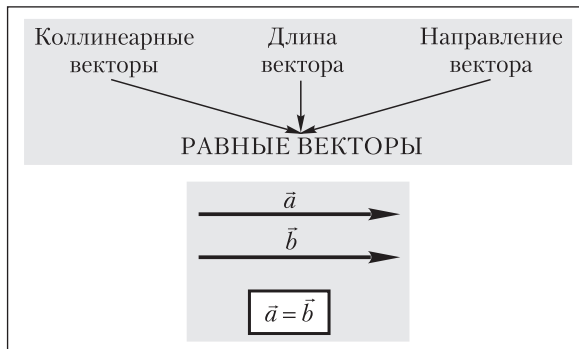 Коллинеарные векторы
Длина вектора
Направление вектора
РАВНЫЕ ВЕКТОРЫ
a⃗
b⃗
a⃗ = b⃗